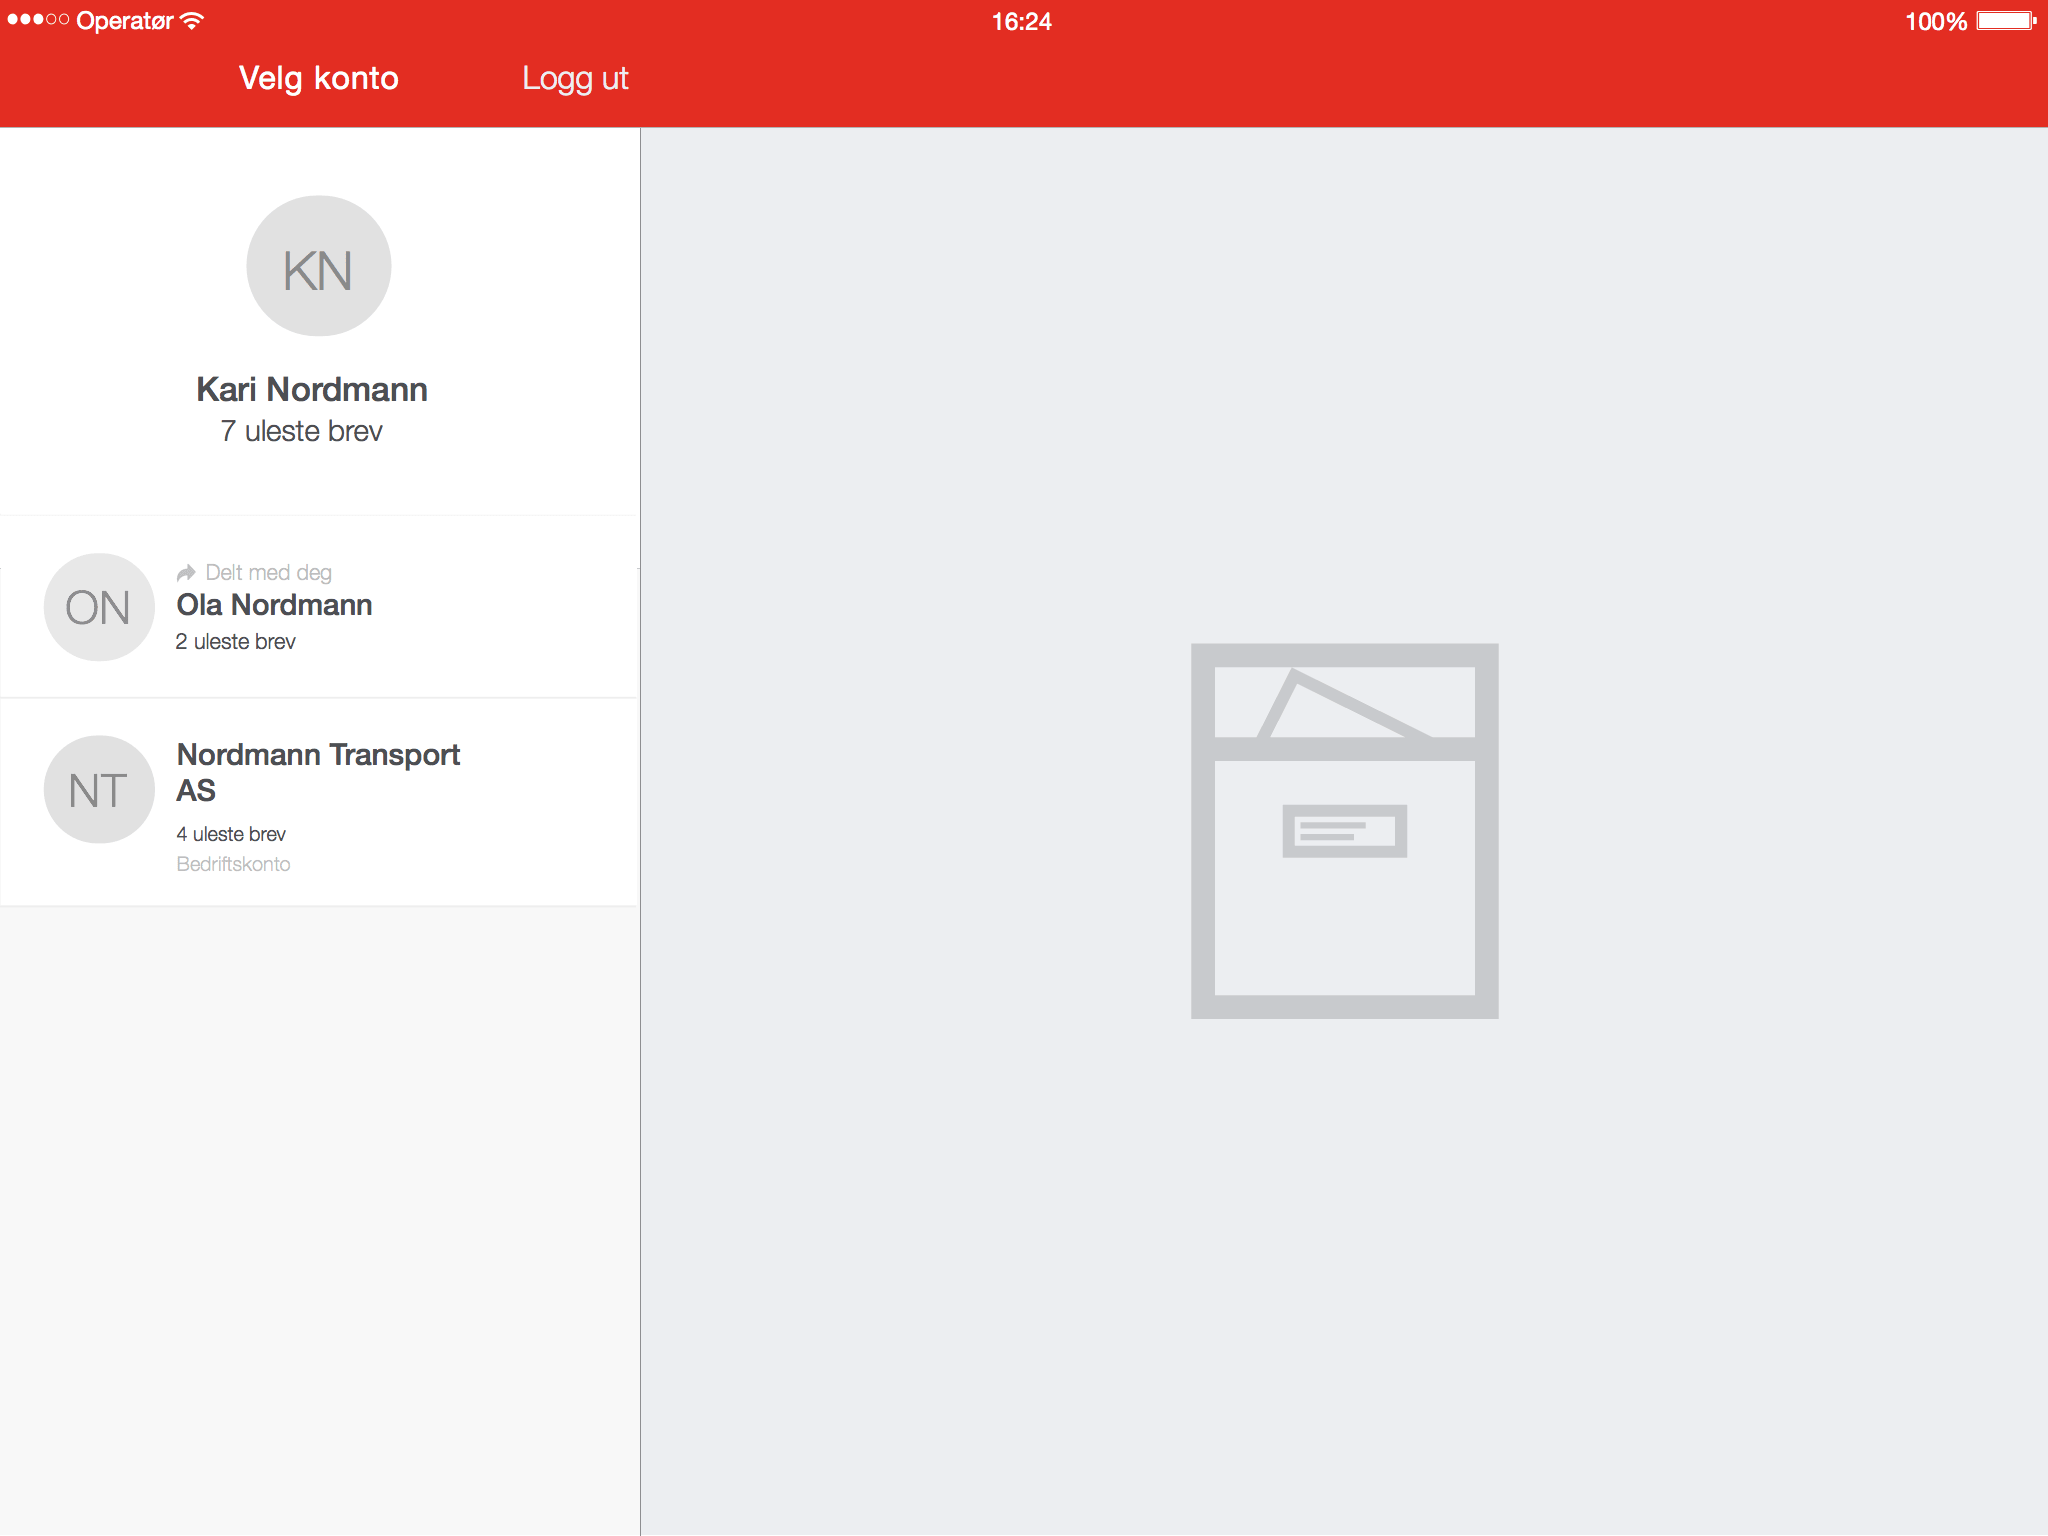 Operatør
16:24
100%
Velg konto
Logg ut
KN
Kari Nordmann
7 uleste brev
ON
Delt med deg
Ola Nordmann
2 uleste brev
NT
Nordmann Transport
AS
4 uleste brev
Bedriftskonto